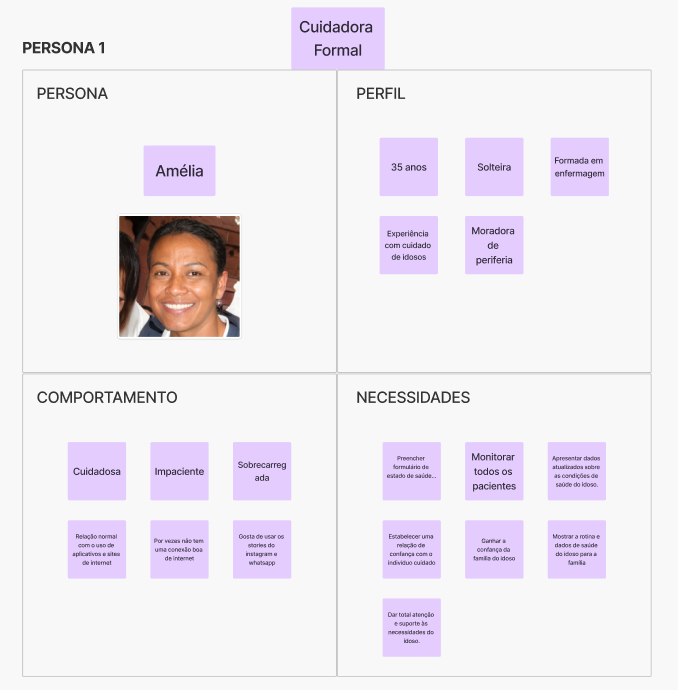 Cuidadora
Formal
PERSONA 1
PERSONA
Amélia
PERFIL
35 anos
Solteira
Formada em
enfermagem
Experiência
com cuidado
de idosos
Moradora
de
periferia
COMPORTAMENTO
Cuidadosa
Impaciente
Sobrecarreg
ada
Relação normal
com o uso de
aplicativos e sites
de internet
Por vezes não tem
uma conexão boa
de internet
Gosta de usar os
stories do
instagram e
whatsapp
NECESSIDADES
Preencher
formulário de
estado de saúde...
Monitorar
todos os
pacientes
Apresentar dados
atualizados sobre
as condições de
saúde do idoso.
Estabelecer uma
relação de
confiança com o
indivíduo cuidado
Ganhar a
confiança da
família do idoso
Mostrar a rotina e
dados de saúde
do idoso para a
família
Dar total atenção
e suporte às
necessidades do
idoso.